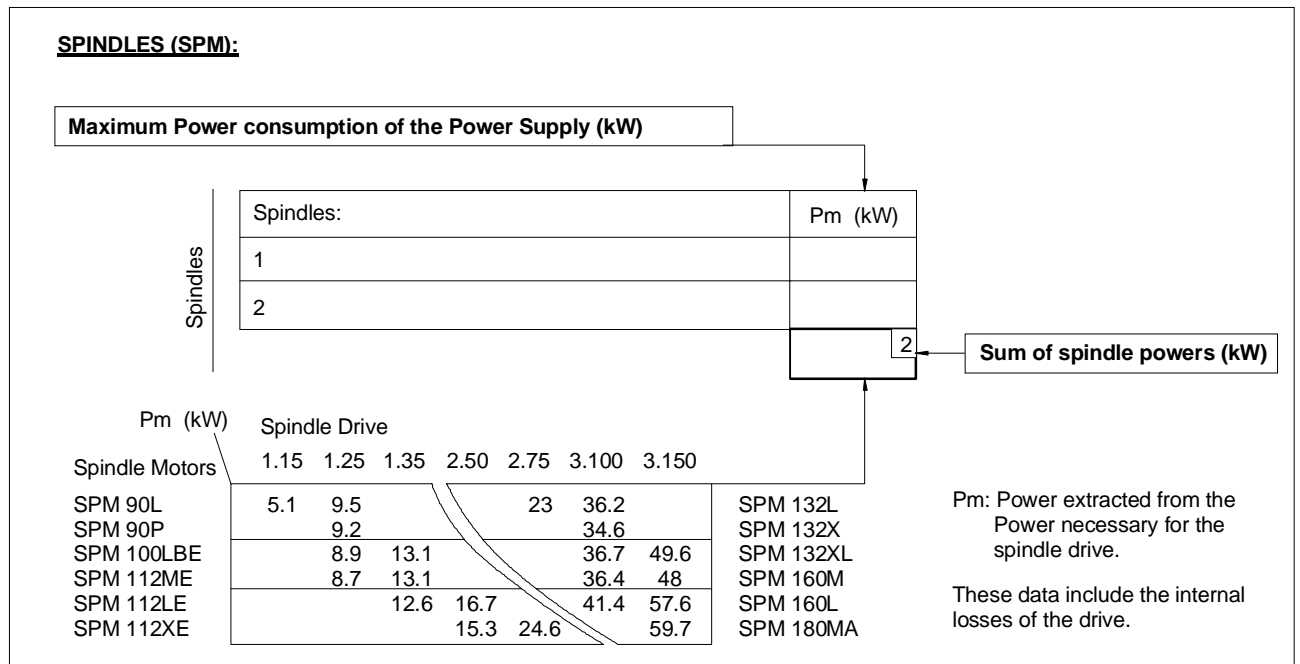 SPINDLES (SPM):
Maximum Power consumption of the Power Supply (kW)
Spindles
Spindles:
Pm (kW)
1
2
2
Sum of spindle powers (kW)
Pm (kW)
Spindle Drive
Spindle Motors 1.15 1.25 1.35 2.50 2.75 3.100 3.150
SPM 90L 5.1 9.5 23 36.2 SPM 132L
SPM 90P 9.2 34.6 SPM 132X
SPM 100LBE 8.9 13.1 36.7 49.6 SPM 132XL
SPM 112ME 8.7 13.1 36.4 48 SPM 160M
SPM 112LE 12.6 16.7 41.4 57.6 SPM 160L
SPM 112XE 15.3 24.6 59.7 SPM 180MA
Pm: Power extracted from the
Power necessary for the
spindle drive.
These data include the internal
losses of the drive.